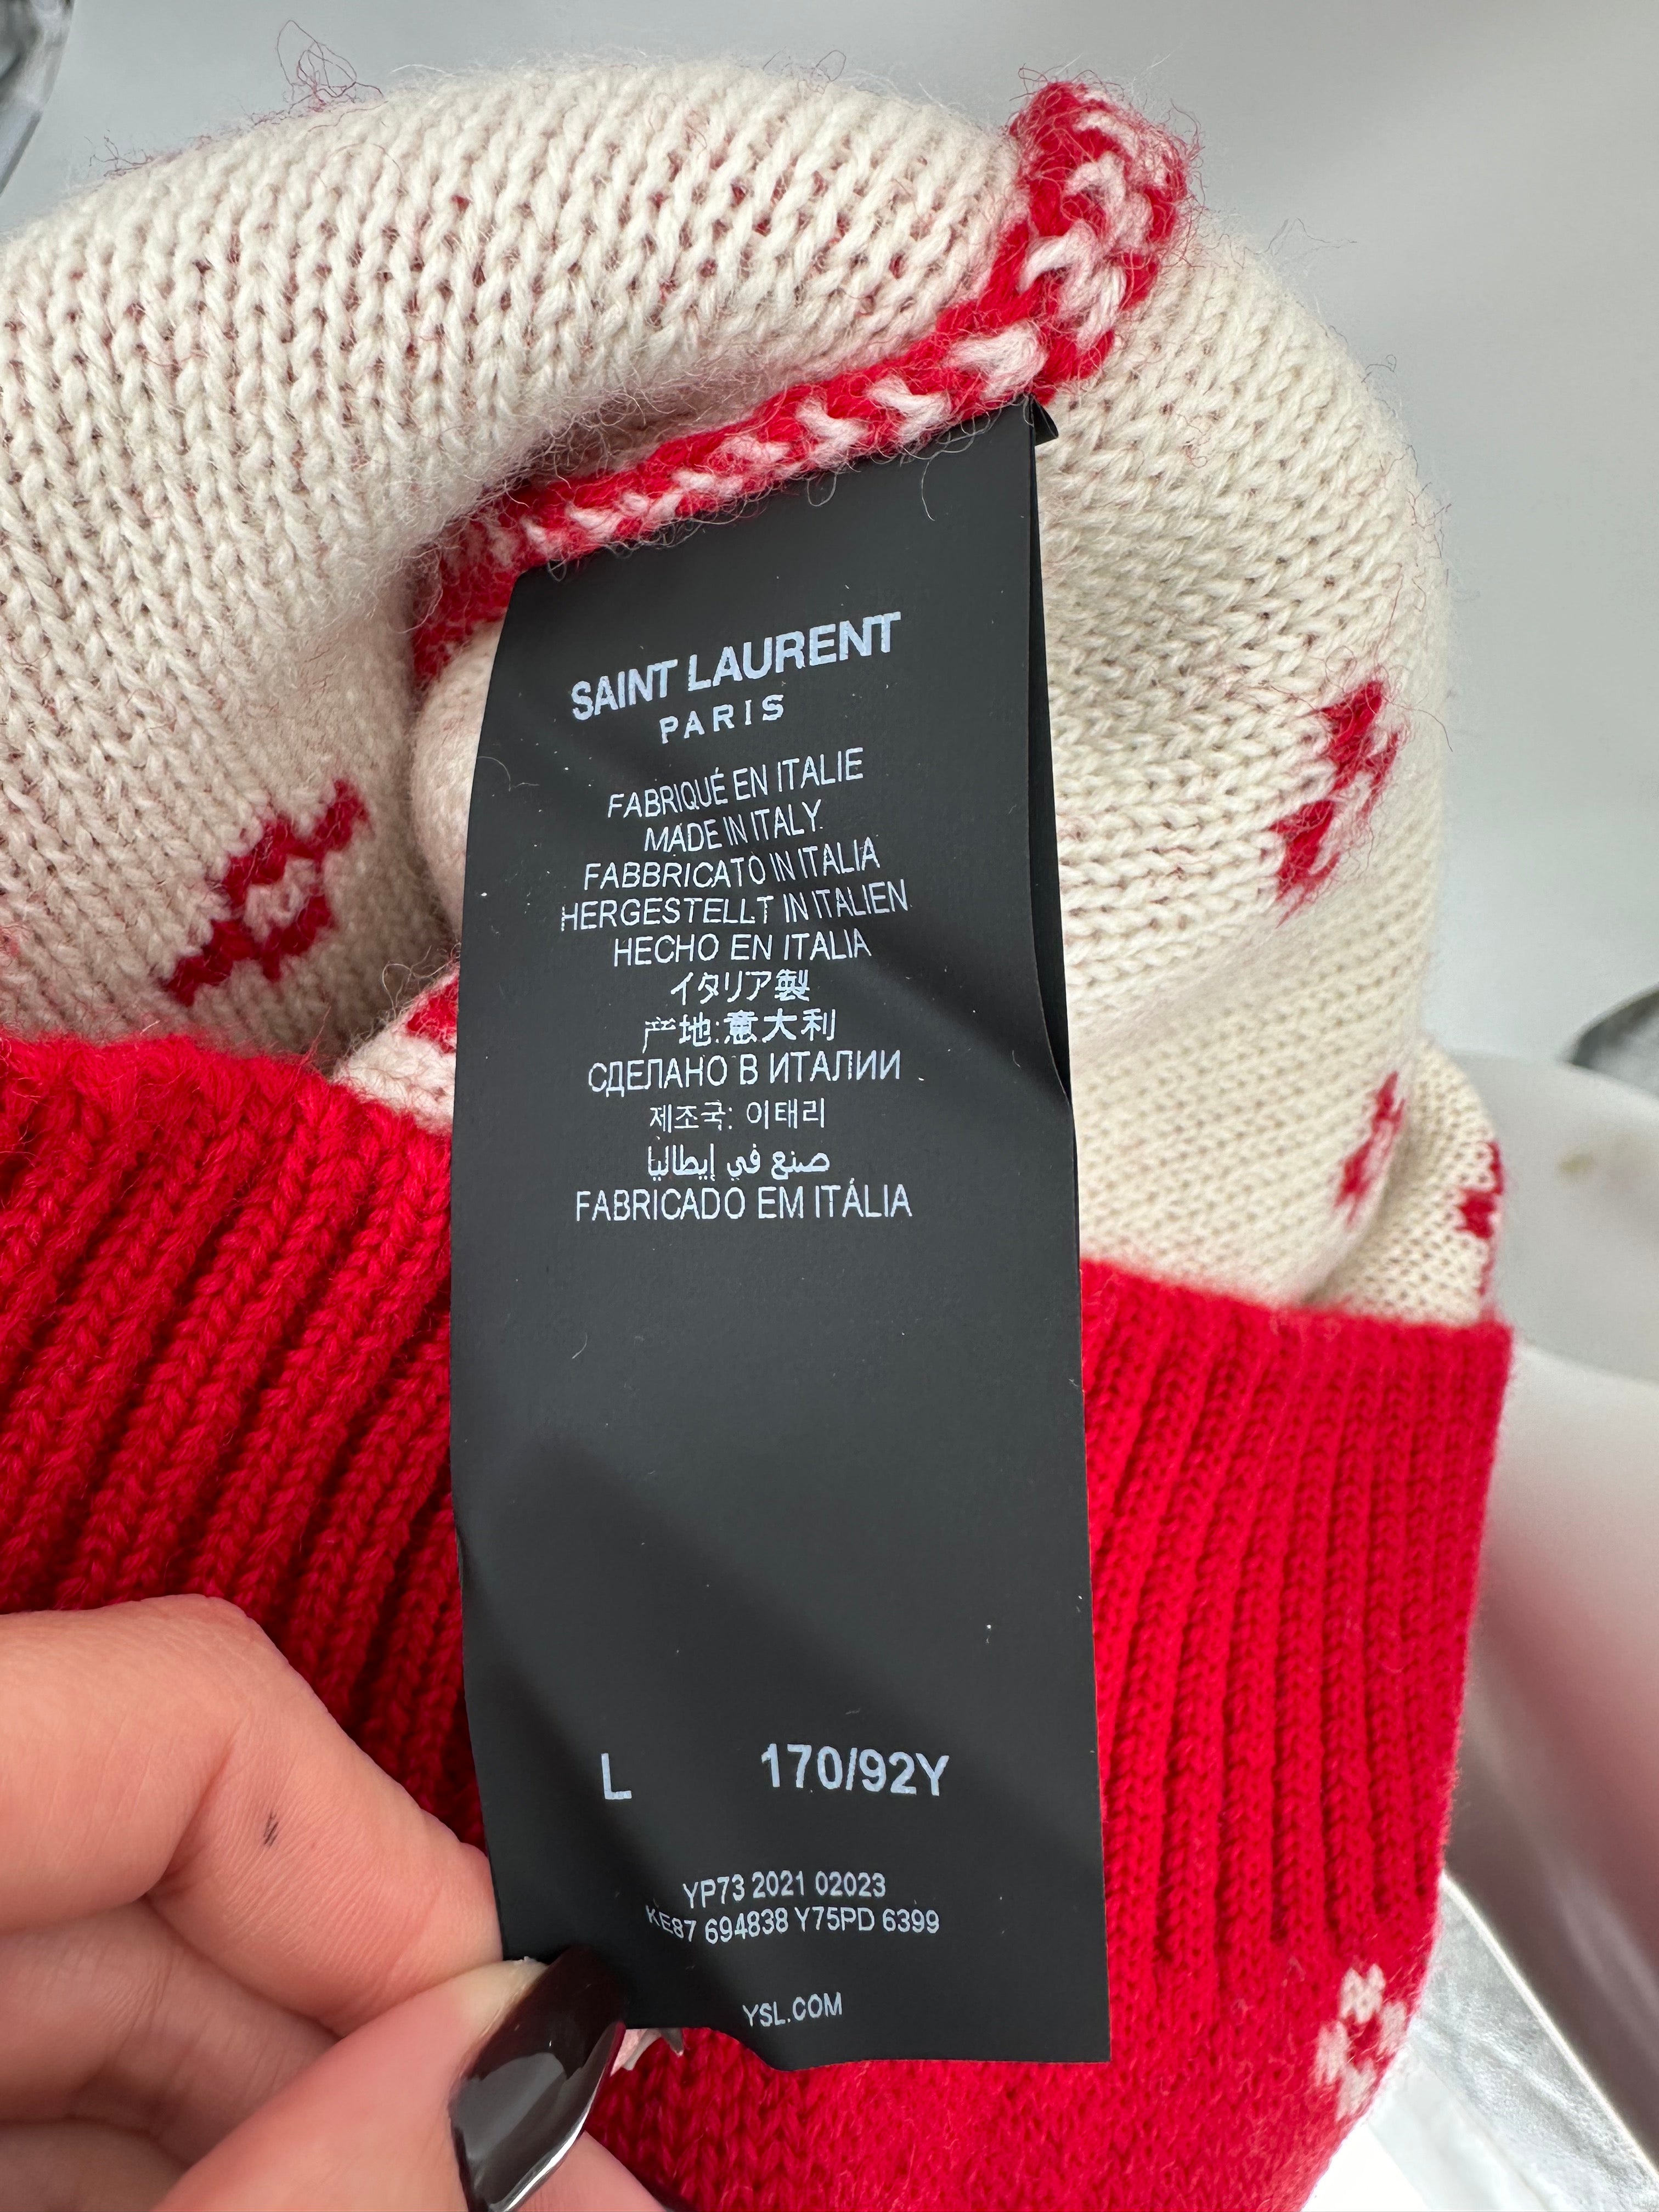 SAINT LAURENT
PARIS
FABRIQUÉ EN ITALIE
MADE IN ITALY
FABBRICATO IN ITALIA
HERGESTELLT IN ITALIEN
HECHO EN ITALIA
イタリア製
产地:意大利
СДЕЛАНО В ИТАЛИИ
제조국: 이태리
صنع في إيطاليا
FABRICADO EM ITÁLIA
L 170/92Y
YP73 2021 02023
KE87 694838 Y75PD 6399
YSL.COM